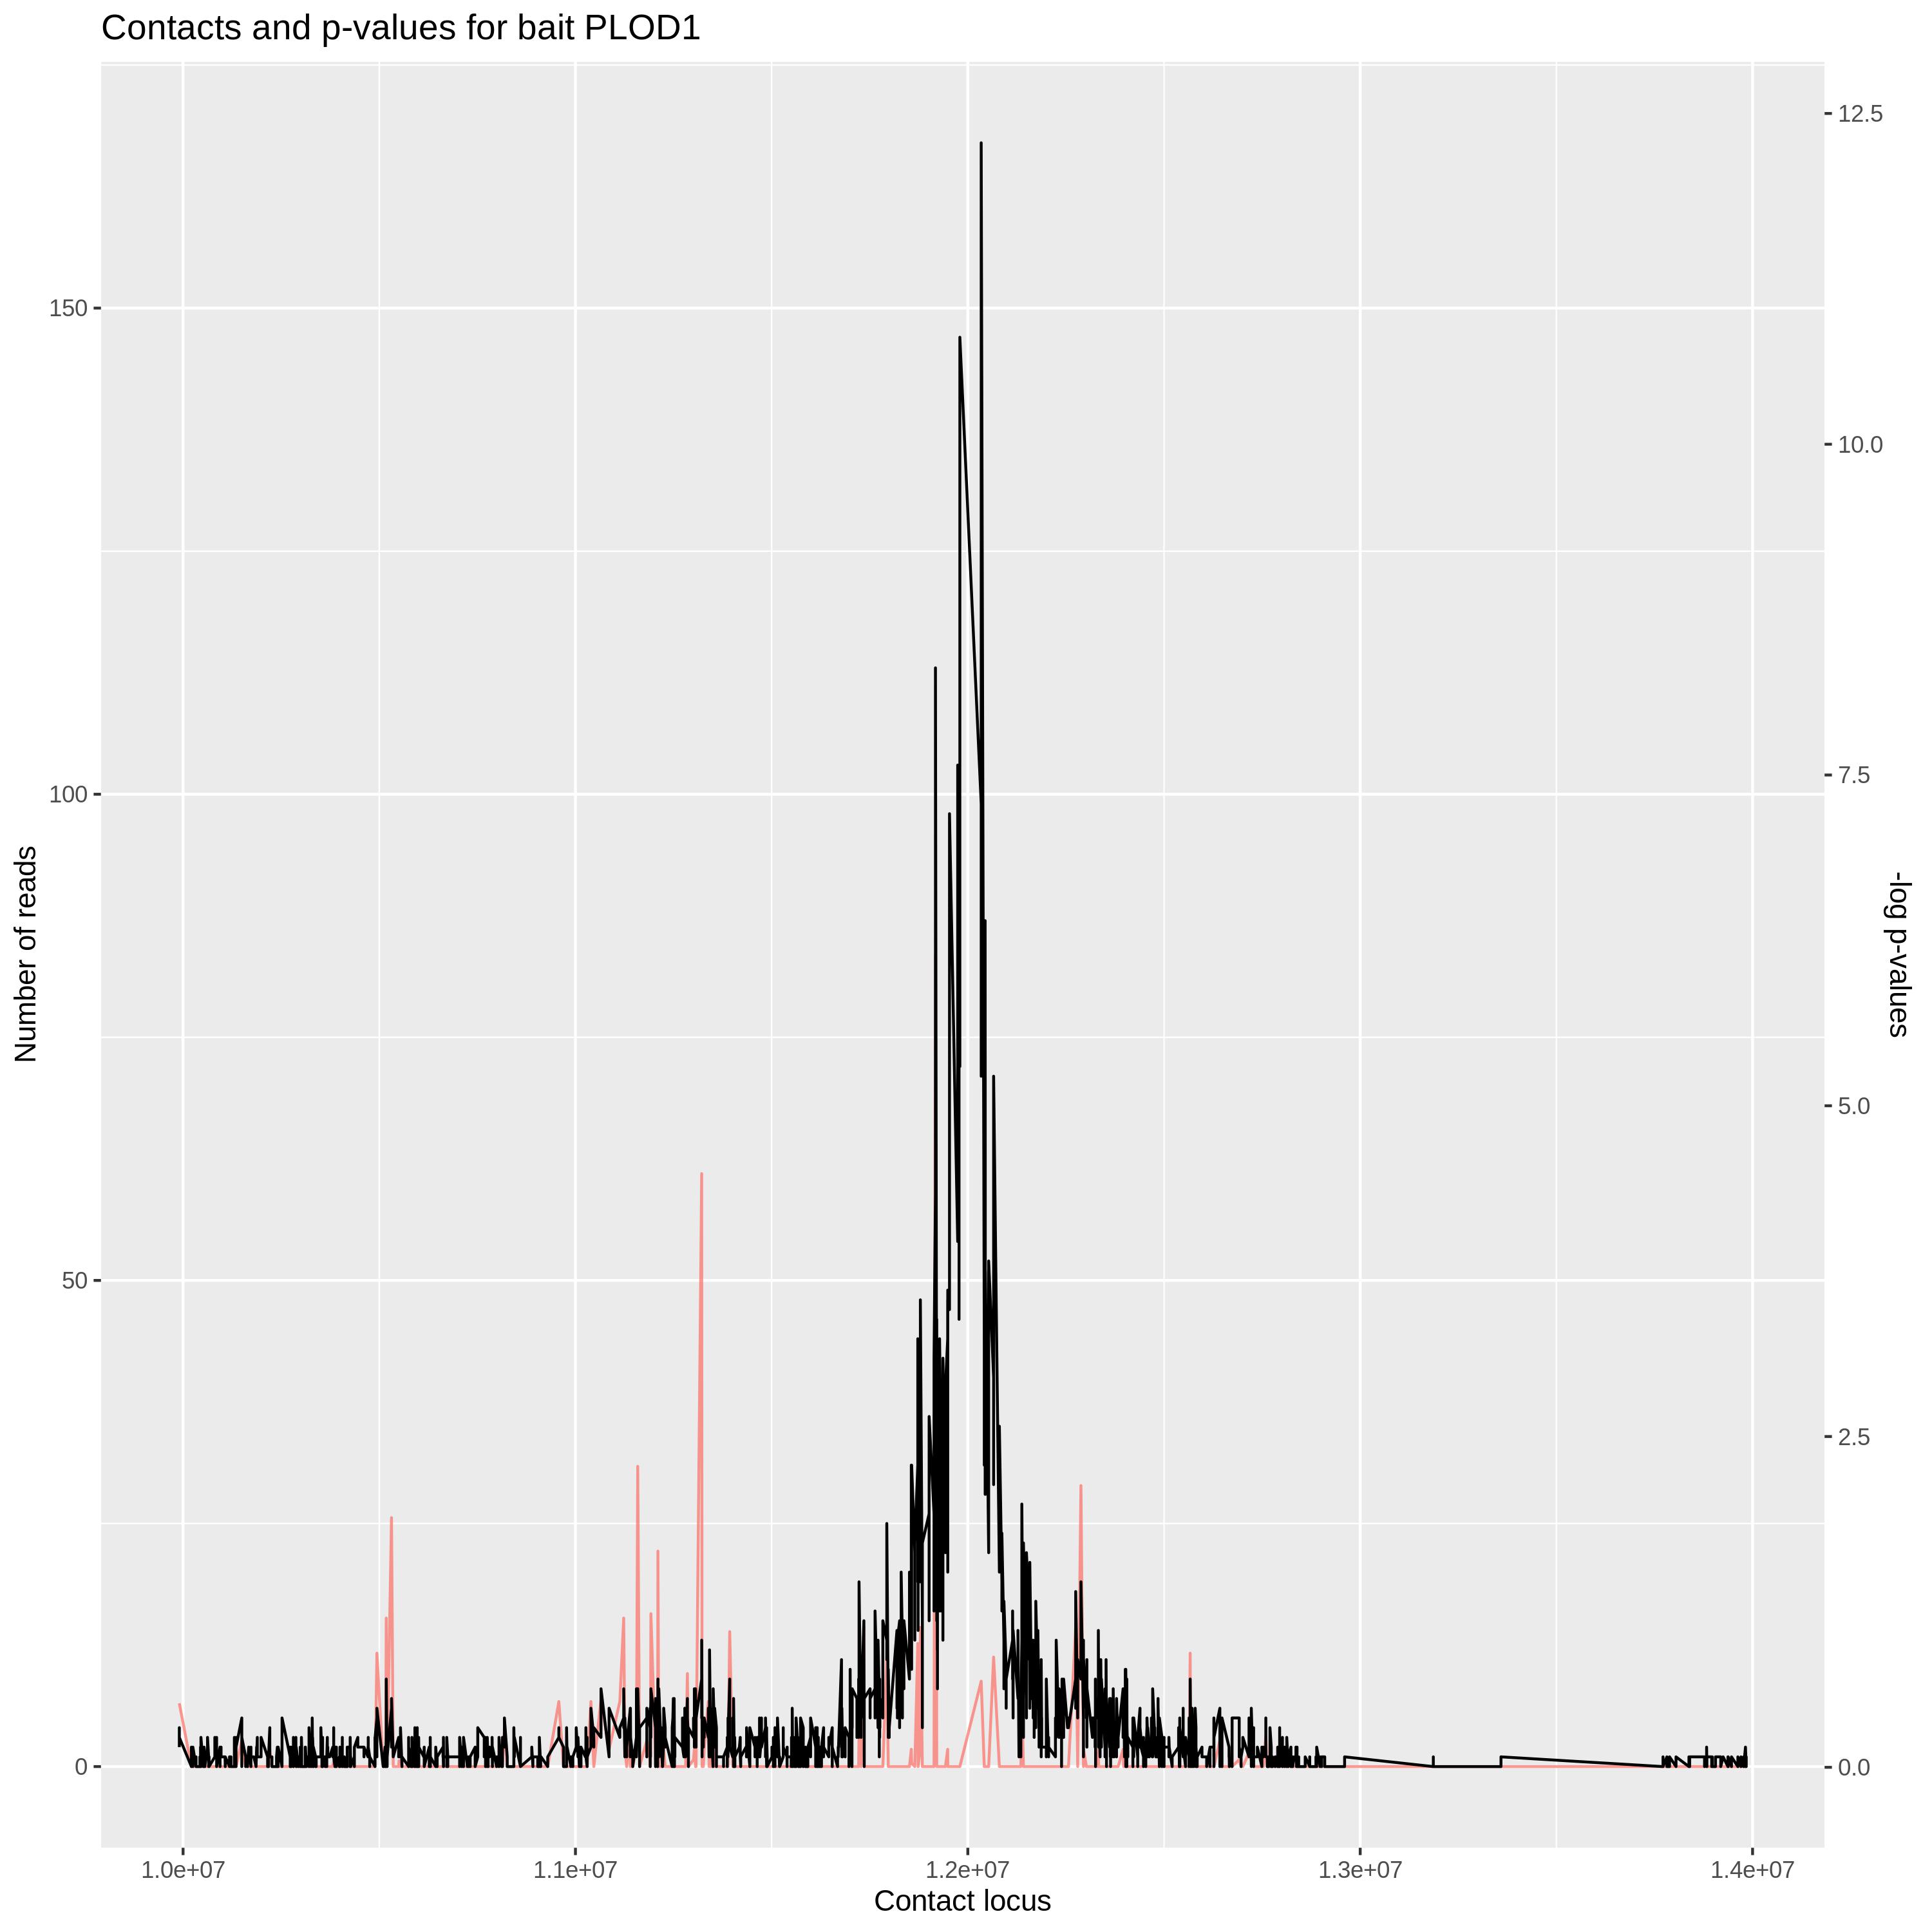 Contacts and p-values for bait PLOD1
Number of reads
150
100
50
0
12.5
10.0
7.5
5.0
2.5
0.0
-log p-values
1.0e+07 1.1e+07 1.2e+07 1.3e+07 1.4e+07
Contact locus